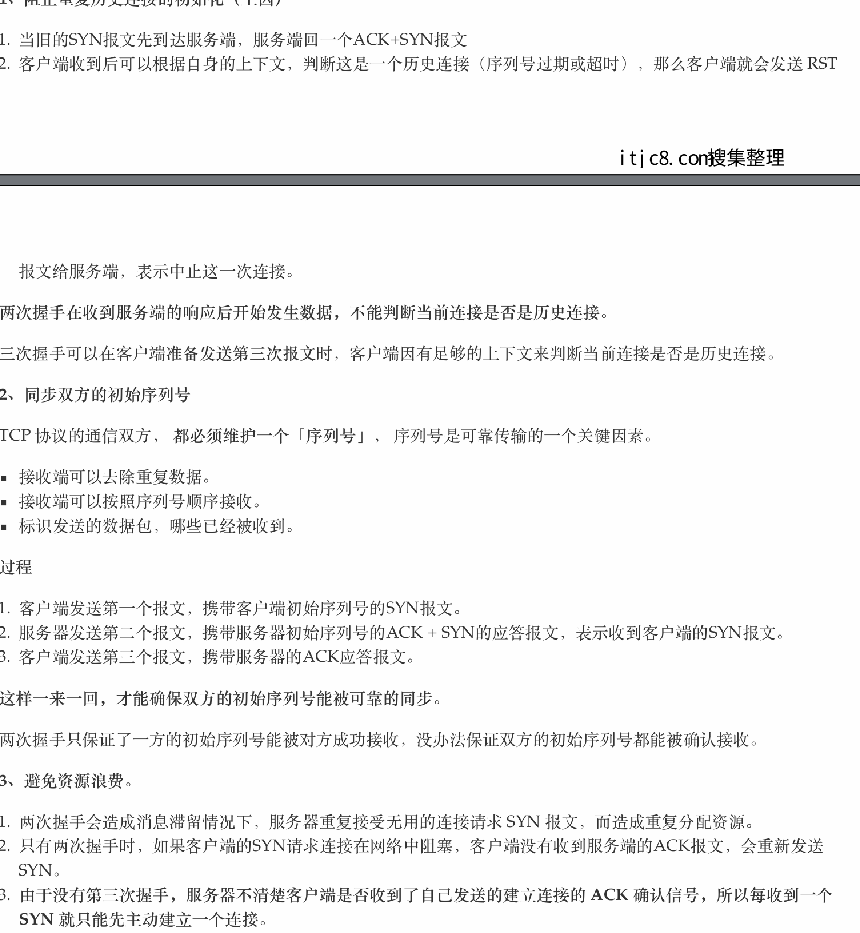 1、阻止重复历史连接的初始化（主因）
1. 当旧的SYN报文先到达服务端，服务端回一个ACK+SYN报文
2. 客户端收到后可以根据自身的上下文，判断这是一个历史连接（序列号过期或超时），那么客户端就会发送 RST
itjc8.com搜集整理
报文给服务端，表示中止这一次连接。
两次握手在收到服务端的响应后开始发生数据，不能判断当前连接是否是历史连接。
三次握手可以在客户端准备发送第三次报文时，客户端因有足够的上下文来判断当前连接是否是历史连接。
2、同步双方的初始序列号
TCP 协议的通信双方， 都必须维护一个「序列号」， 序列号是可靠传输的一个关键因素。
▪ 接收端可以去除重复数据。
▪ 接收端可以按照序列号顺序接收。
▪ 标识发送的数据包，哪些已经被收到。
过程
1. 客户端发送第一个报文，携带客户端初始序列号的SYN报文。
2. 服务器发送第二个报文，携带服务器初始序列号的ACK + SYN的应答报文，表示收到客户端的SYN报文。
3. 客户端发送第三个报文，携带服务器的ACK应答报文。
这样一来一回，才能确保双方的初始序列号能被可靠的同步。
两次握手只保证了一方的初始序列号能被对方成功接收，没办法保证双方的初始序列号都能被确认接收。
3、避免资源浪费。
1. 两次握手会造成消息滞留情况下，服务器重复接受无用的连接请求 SYN 报文，而造成重复分配资源。
2. 只有两次握手时，如果客户端的SYN请求连接在网络中阻塞，客户端没有收到服务端的ACK报文，会重新发送
SYN。
3. 由于没有第三次握手，服务器不清楚客户端是否收到了自己发送的建立连接的 ACK 确认信号，所以每收到一个
SYN 就只能先主动建立一个连接。